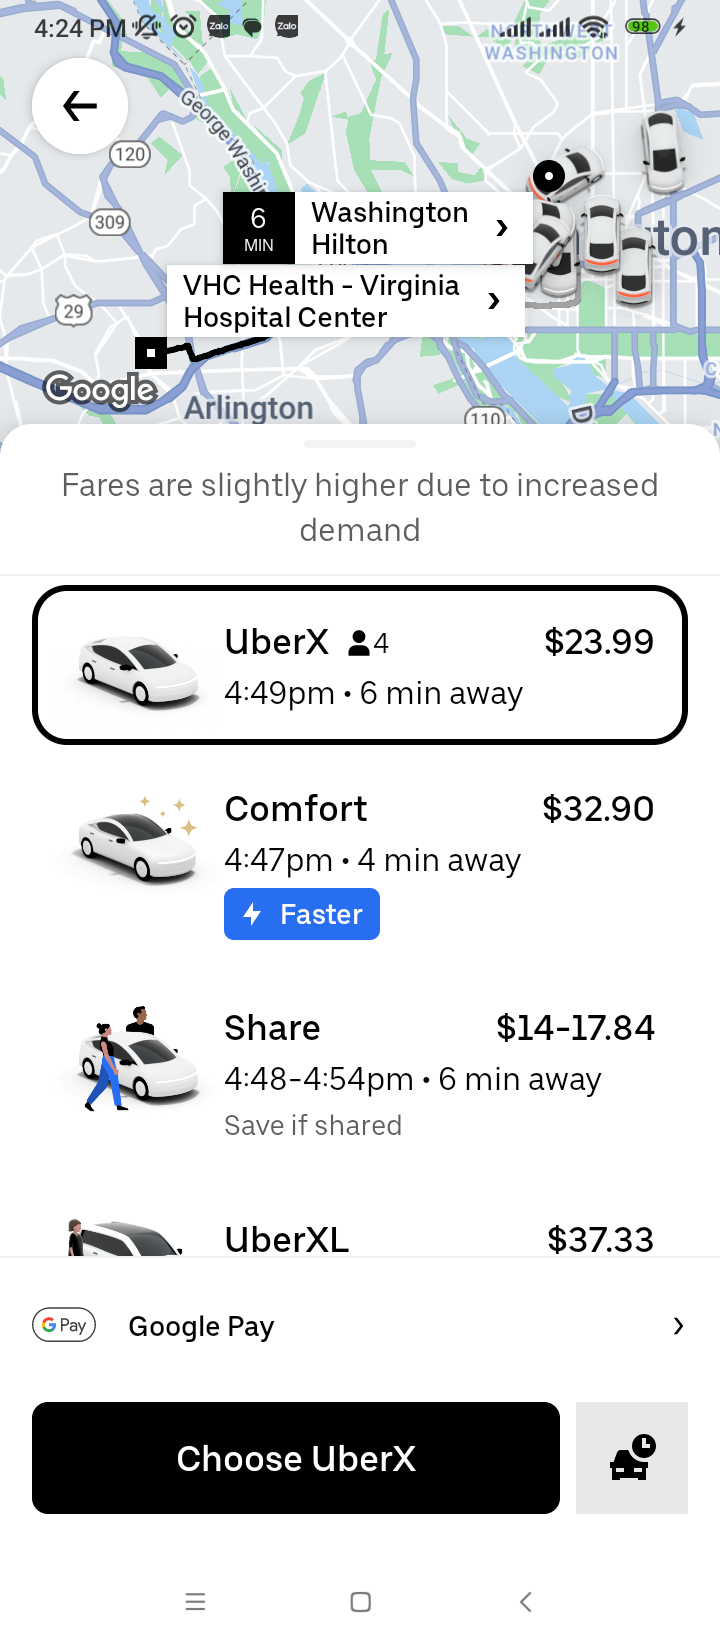 4:24 PM
Zalo
Zalo
98
WASHINGTON
George Washin
120
309
29
6
MIN
Washington
Hilton
VHC Health - Virginia
Hospital Center
ton
Google
Arlington
110
Fares are slightly higher due to increased
demand
UberX 4 $23.99
4:49pm • 6 min away
Comfort $32.90
4:47pm • 4 min away
Faster
Share $14-17.84
4:48-4:54pm • 6 min away
Save if shared
UberXL $37.33
G Pay Google Pay
Choose UberX